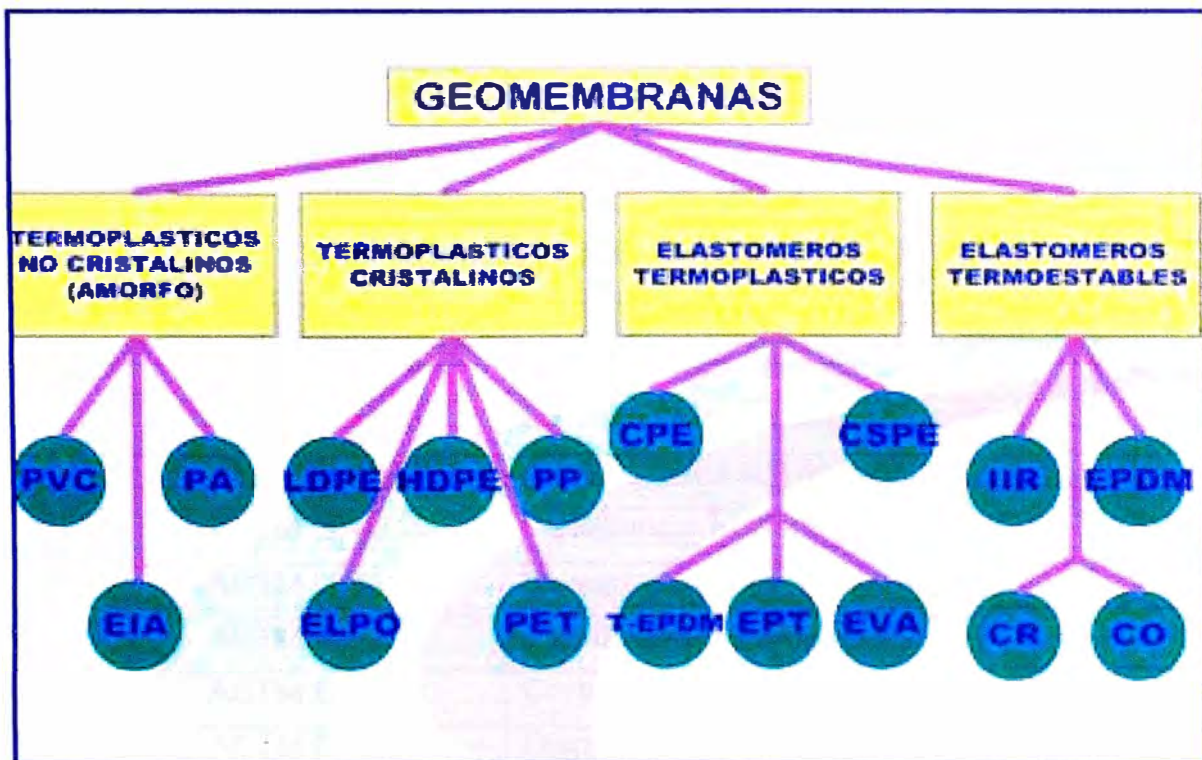 GEOMEMBRANAS
TERMOPLASTICOS
NO CRISTALINOS
(AMORFO)
TERMOPLASTICOS
CRISTALINOS
ELASTOMEROS
TERMOPLASTICOS
ELASTOMEROS
TERMOESTABLES
PVC
PA
EIA
LDPE
HDPE
PP
ELPO
PET
CPE
CSPE
T-EPDM
EPT
EVA
IIR
EPDM
CR
CO